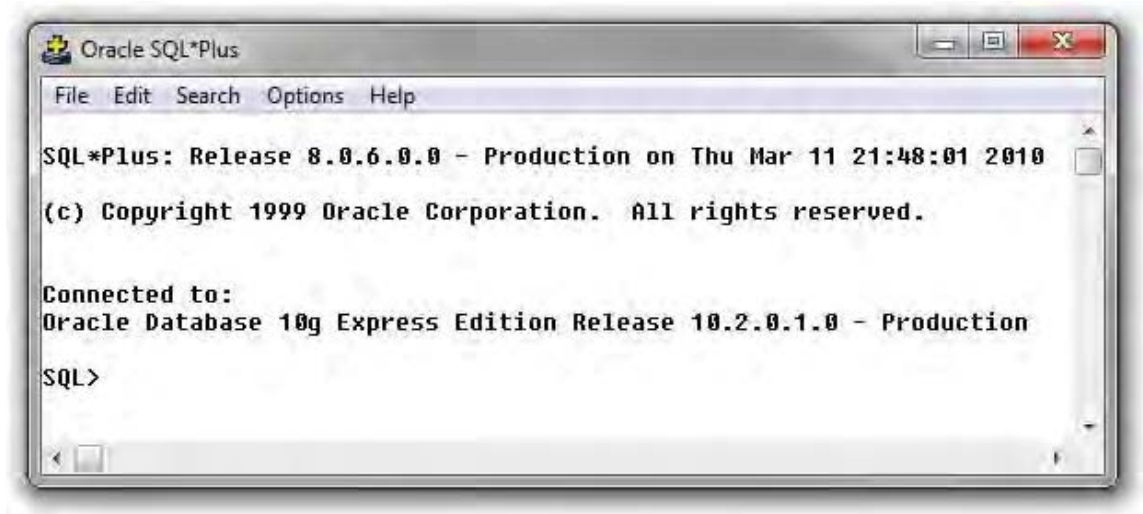 Oracle SQL*Plus
File Edit Search Options Help
SQL*Plus: Release 8.0.6.0.0 - Production on Thu Mar 11 21:48:01 2010
(c) Copyright 1999 Oracle Corporation.  All rights reserved.
Connected to:
Oracle Database 10g Express Edition Release 10.2.0.1.0 - Production
SQL>